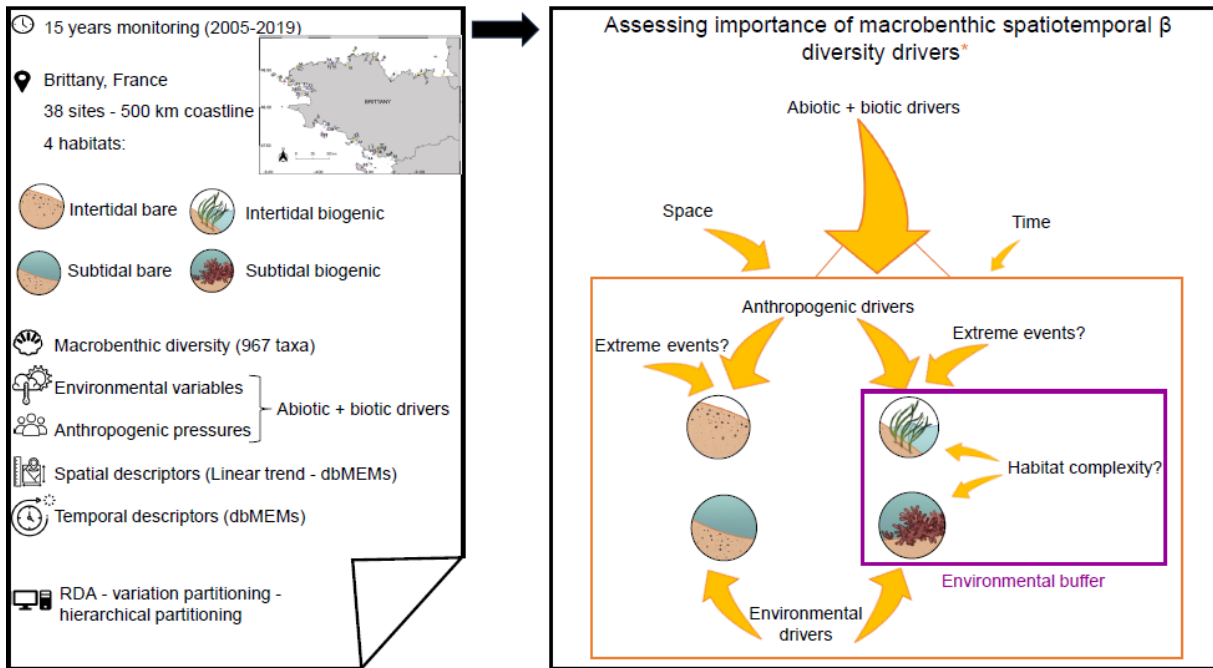 15 years monitoring (2005-2019)
Brittany, France
38 sites - 500 km coastline
4 habitats:
BRITTANY
Intertidal bare
Intertidal biogenic
Subtidal bare
Subtidal biogenic
Macrobenthic diversity (967 taxa)
Environmental variables
Anthropogenic pressures
Abiotic + biotic drivers
Spatial descriptors (Linear trend - dbMEMs)
Temporal descriptors (dbMEMs)
RDA - variation partitioning -
hierarchical partitioning
Assessing importance of macrobenthic spatiotemporal β
diversity drivers*
Abiotic + biotic drivers
Space
Time
Anthropogenic drivers
Extreme events?
Extreme events?
Habitat complexity?
Environmental buffer
Environmental
drivers